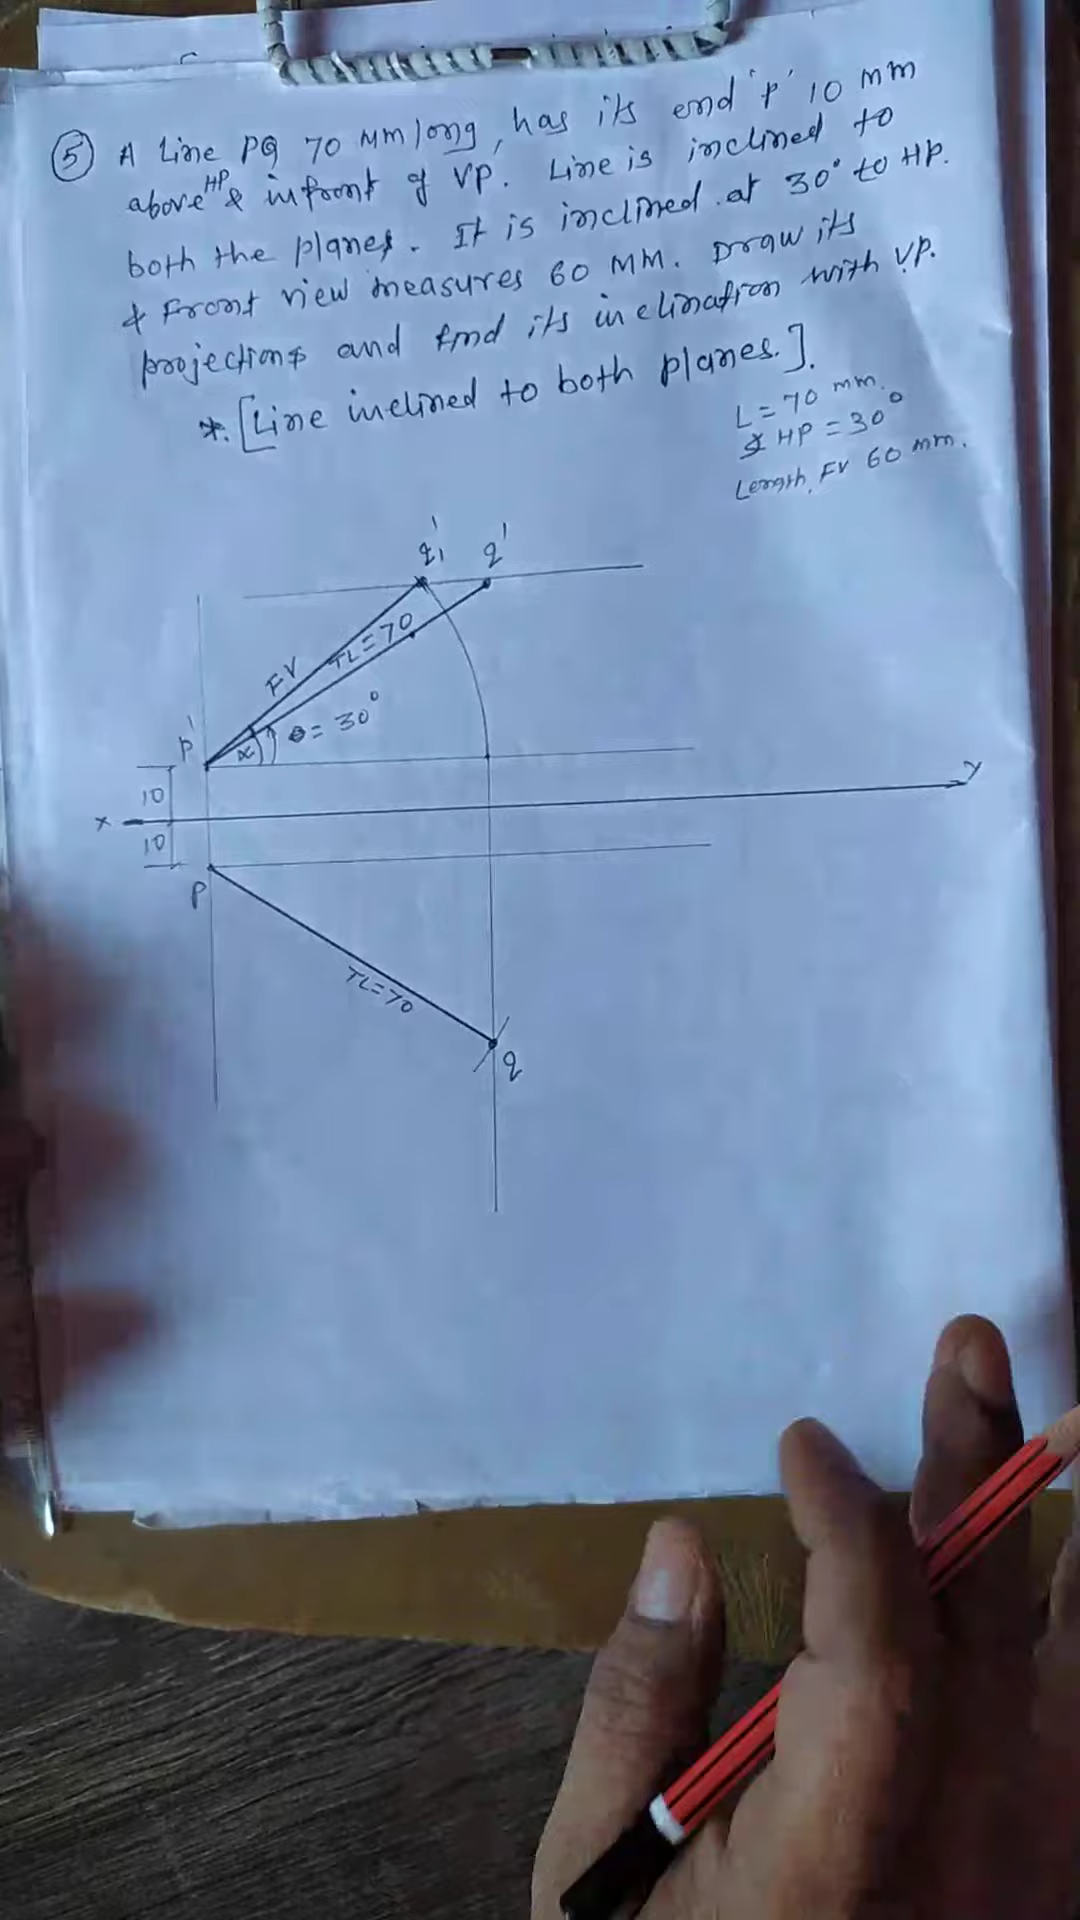 5 A Line PQ 70 MM long, has its end 'P' 10 mm
above HP & infront of VP. Line is inclined to
both the planes. It is inclined at 30° to HP.
& Front view measures 60 MM. Draw its
projections and find its inclination with VP.
*. [Line inclined to both planes.].
L = 70 mm.
∠ HP = 30°
Length FV 60 mm.
q1' q'
FV TL=70
p' α θ = 30°
10
x y
10
P
TL=70
q